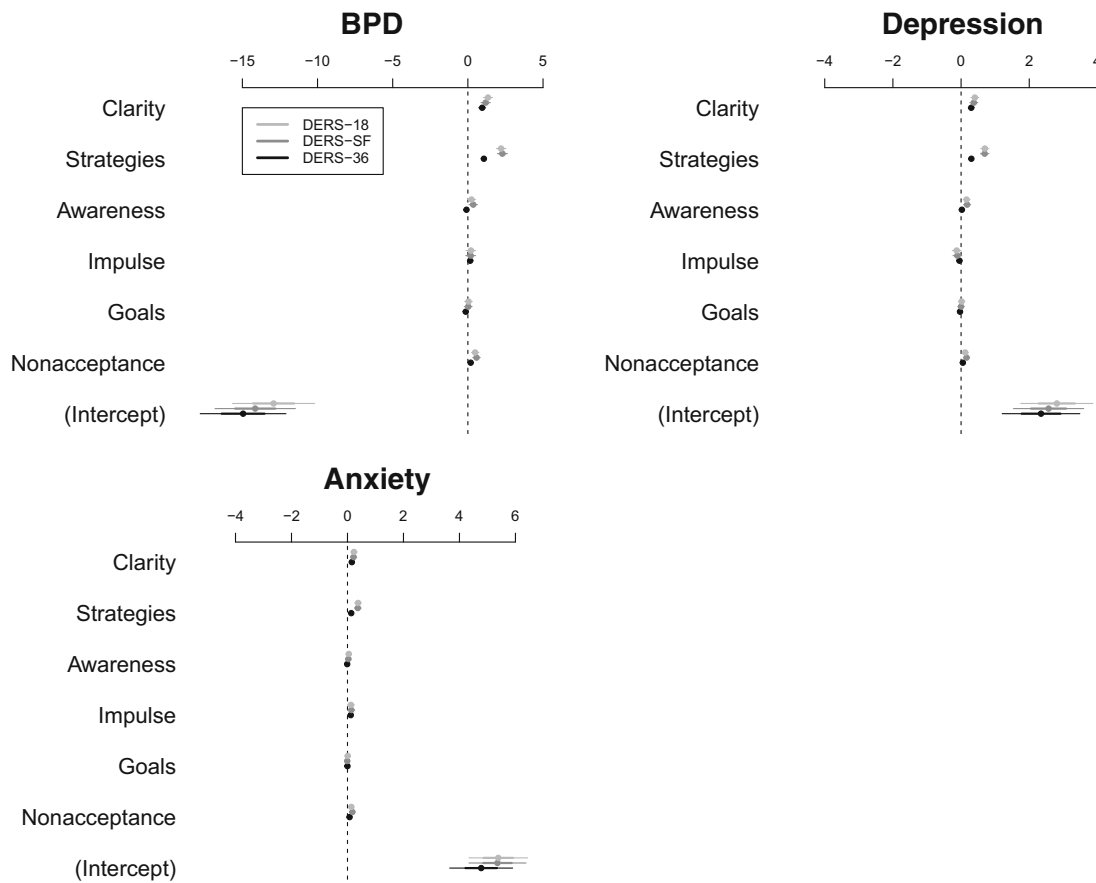 BPD
−15 −10 −5 0 5
Clarity
Strategies
Awareness
Impulse
Goals
Nonacceptance
(Intercept)
DERS−18
DERS−SF
DERS−36
Depression
−4 −2 0 2 4
Clarity
Strategies
Awareness
Impulse
Goals
Nonacceptance
(Intercept)
Anxiety
−4 −2 0 2 4 6
Clarity
Strategies
Awareness
Impulse
Goals
Nonacceptance
(Intercept)